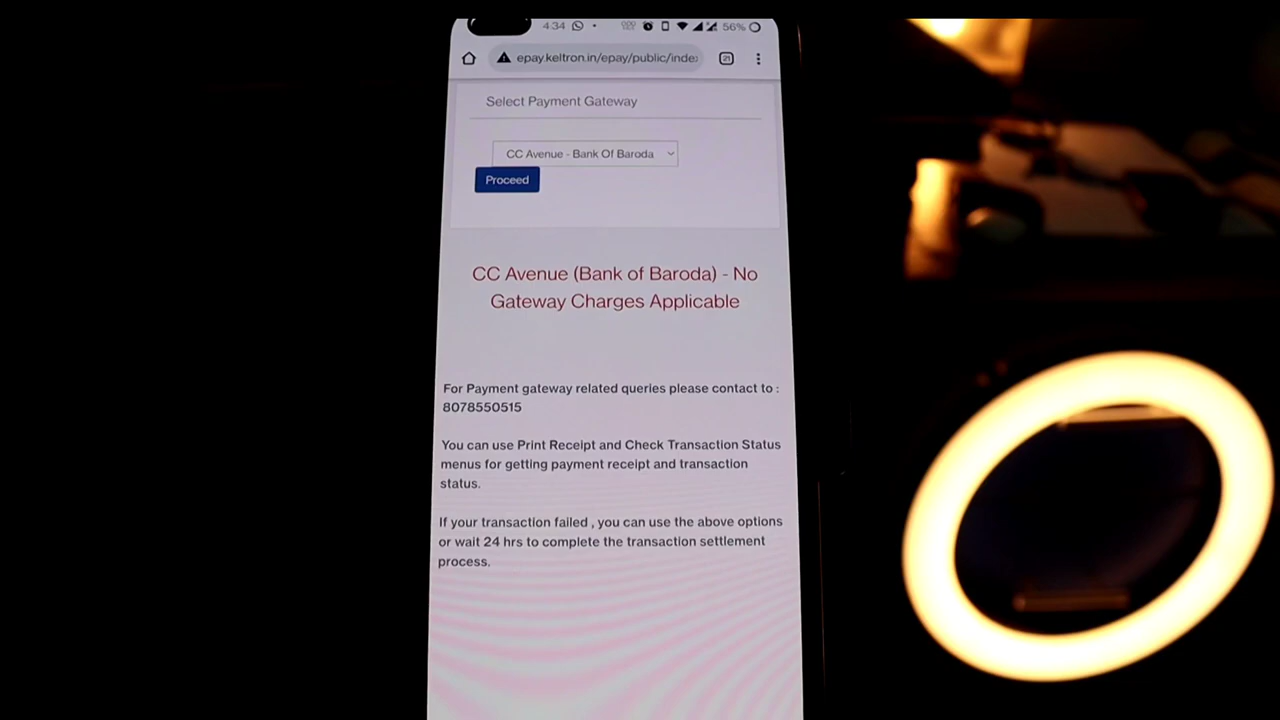 4:34 56%
epay.keltron.in/epay/public/inde
Select Payment Gateway
CC Avenue - Bank Of Baroda
Proceed
CC Avenue (Bank of Baroda) - No
Gateway Charges Applicable
For Payment gateway related queries please contact to :
8078550515
You can use Print Receipt and Check Transaction Status
menus for getting payment receipt and transaction
status.
If your transaction failed , you can use the above options
or wait 24 hrs to complete the transaction settlement
process.